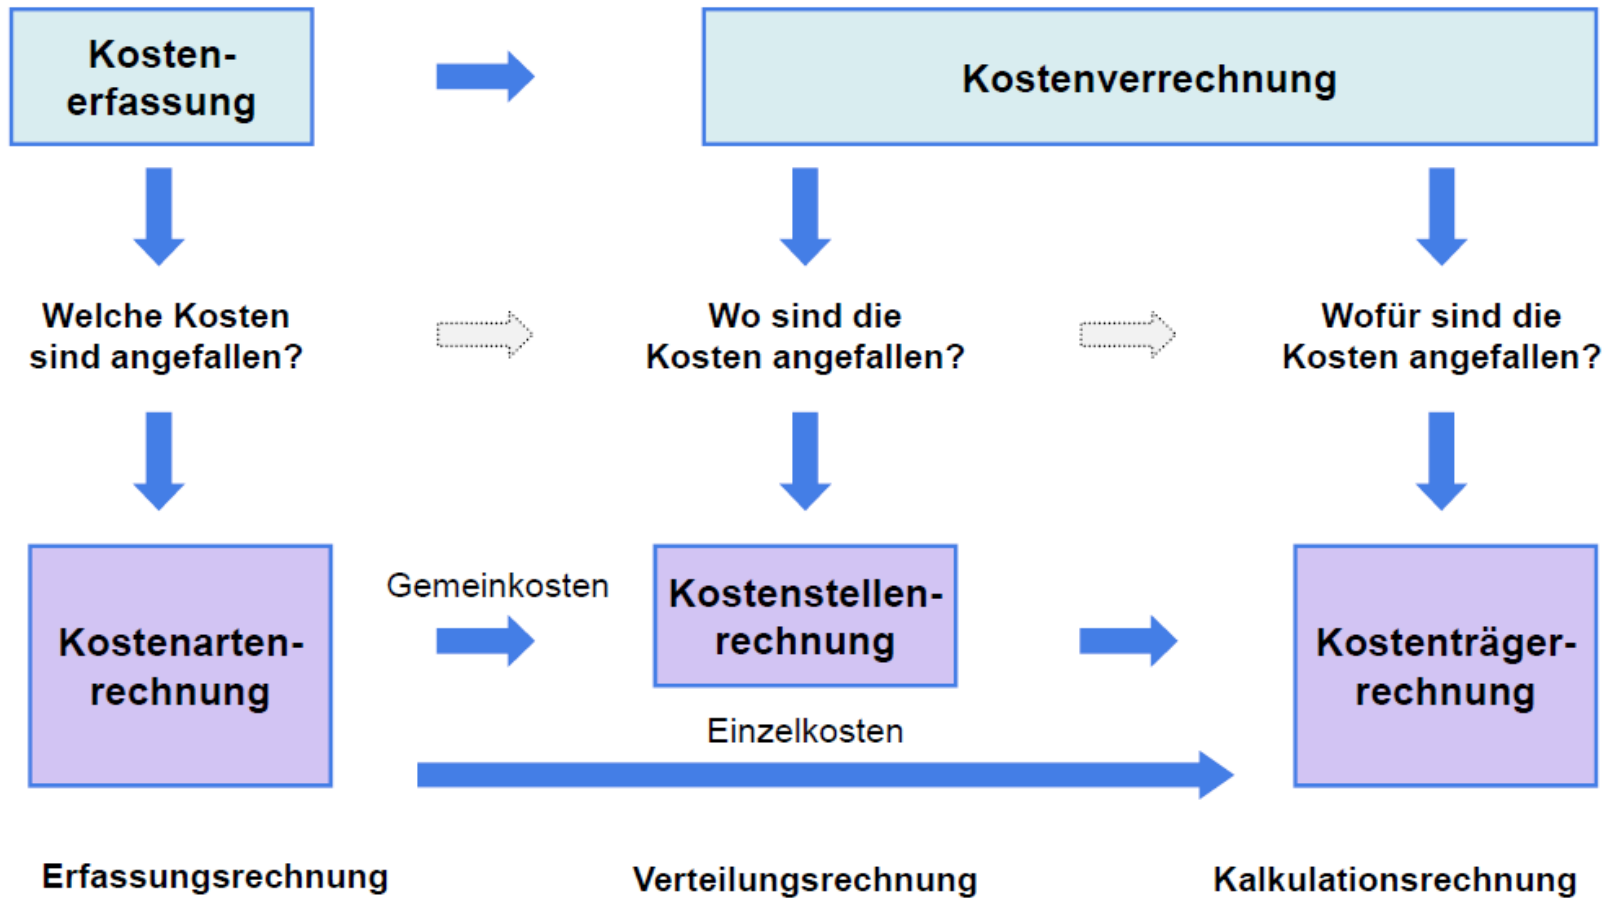 Kosten-
erfassung
Kostenverrechnung
Welche Kosten
sind angefallen?
Wo sind die
Kosten angefallen?
Wofür sind die
Kosten angefallen?
Kostenarten-
rechnung
Gemeinkosten
Kostenstellen-
rechnung
Einzelkosten
Kostenträger-
rechnung
Erfassungsrechnung
Verteilungsrechnung
Kalkulationsrechnung